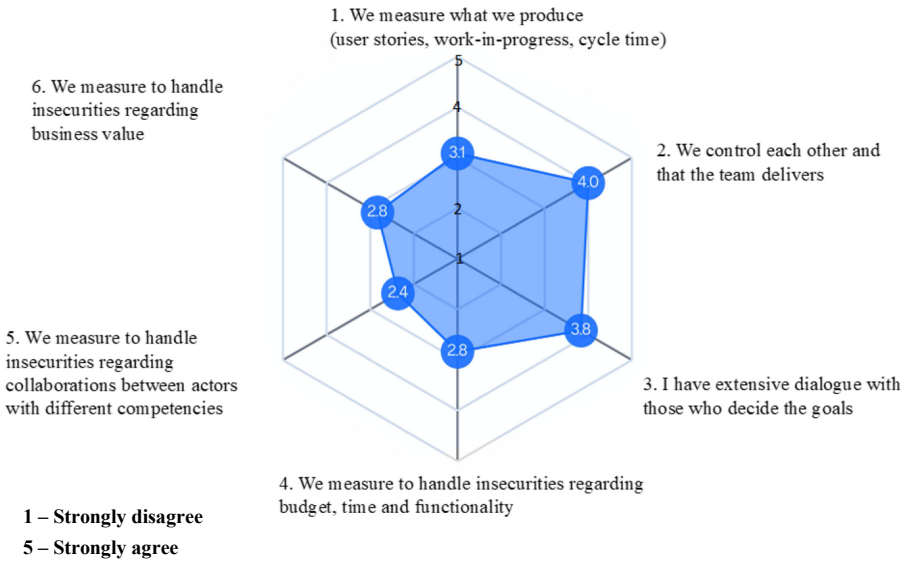 1. We measure what we produce
(user stories, work-in-progress, cycle time)
5
4
6. We measure to handle
insecurities regarding
business value
2. We control each other and
that the team delivers
3.1
4.0
2.8
2
1
2.4
3.8
2.8
5. We measure to handle
insecurities regarding
collaborations between actors
with different competencies
3. I have extensive dialogue with
those who decide the goals
4. We measure to handle insecurities regarding
budget, time and functionality
1 – Strongly disagree
5 – Strongly agree